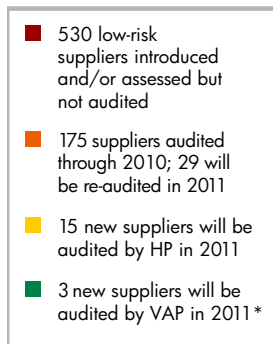 530 low-risk
suppliers introduced
and/or assessed but
not audited
175 suppliers audited
through 2010; 29 will
be re-audited in 2011
15 new suppliers will be
audited by HP in 2011
3 new suppliers will be
audited by VAP in 2011*